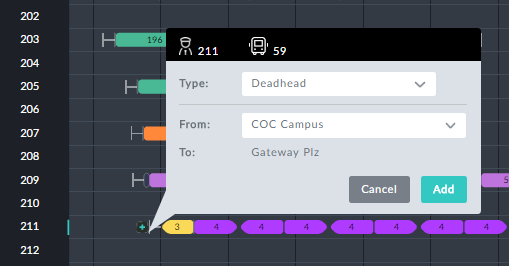 202
203 196
204
205
206
207
208
209 5
210
211 3 4 4 4 4 4 4 4
212
211 59
Type: Deadhead
From: COC Campus
To: Gateway Plz
Cancel Add